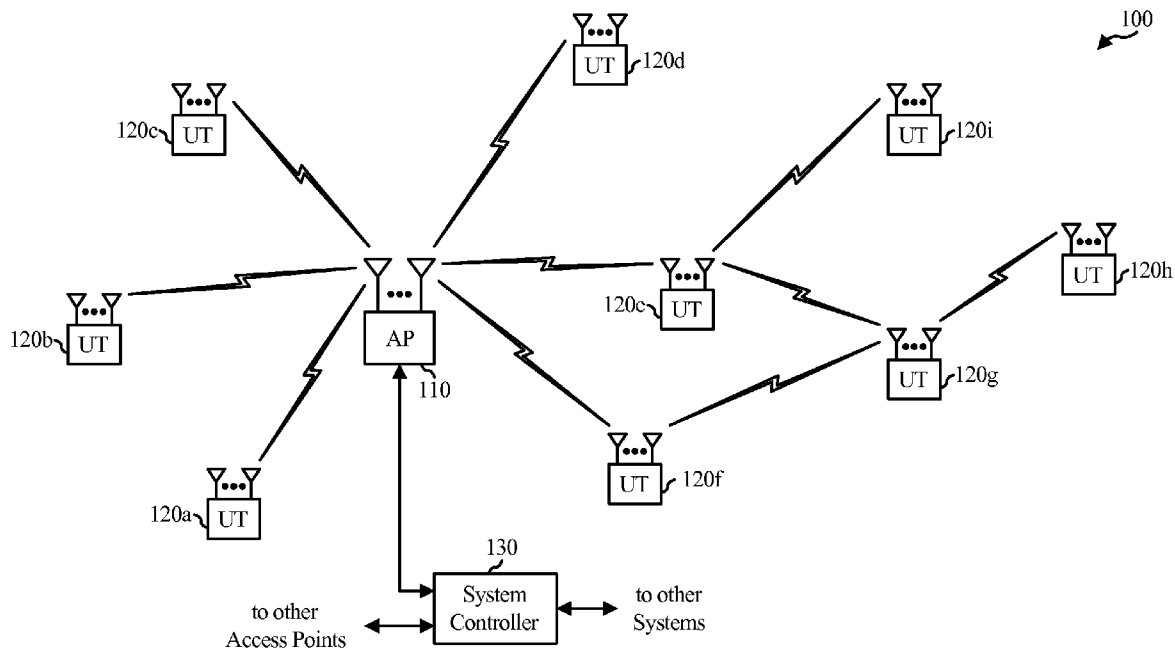 100
UT
120d
120c
UT
UT
120i
UT
120h
120b
UT
AP
110
120c
UT
UT
120g
UT
120f
120a
UT
130
System
Controller
to other
Access Points
to other
Systems